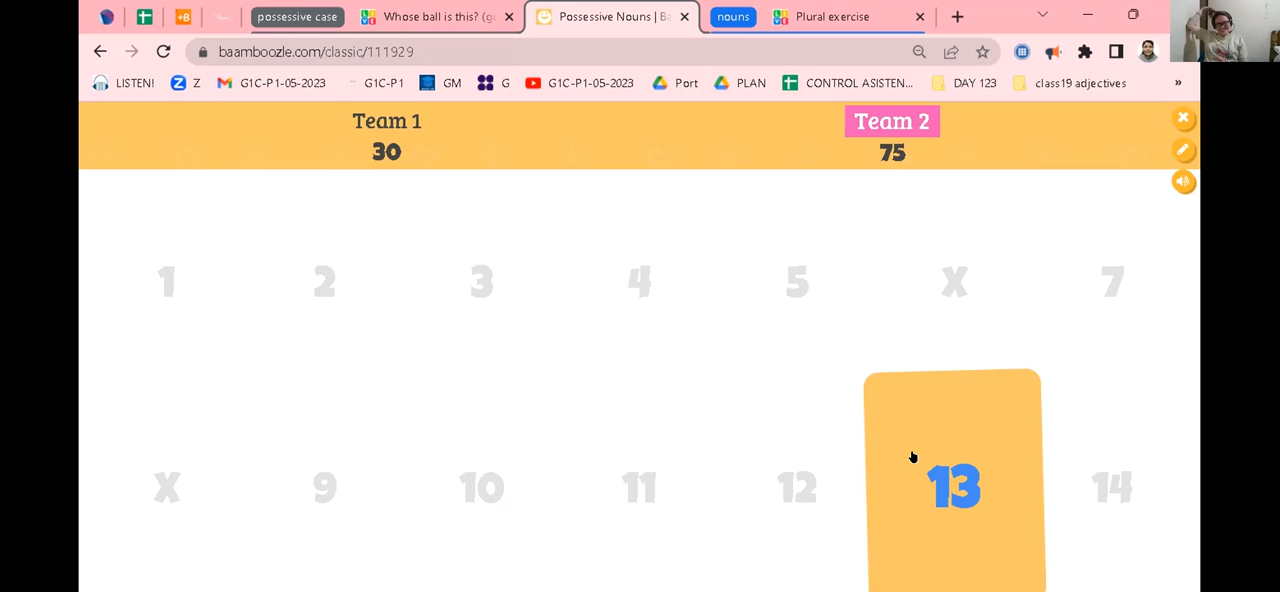 possessive case
Whose ball is this? (g
Possessive Nouns | Ba
nouns
Plural exercise
baamboozle.com/classic/111929
LISTEN!
Z
G1C-P1-05-2023
G1C-P1
GM
G
G1C-P1-05-2023
Port
PLAN
CONTROL ASISTEN...
DAY 123
class19 adjectives
»
Team 1
Team 2
30
75
1 2 3 4 5 X 7
X 9 10 11 12 13 14